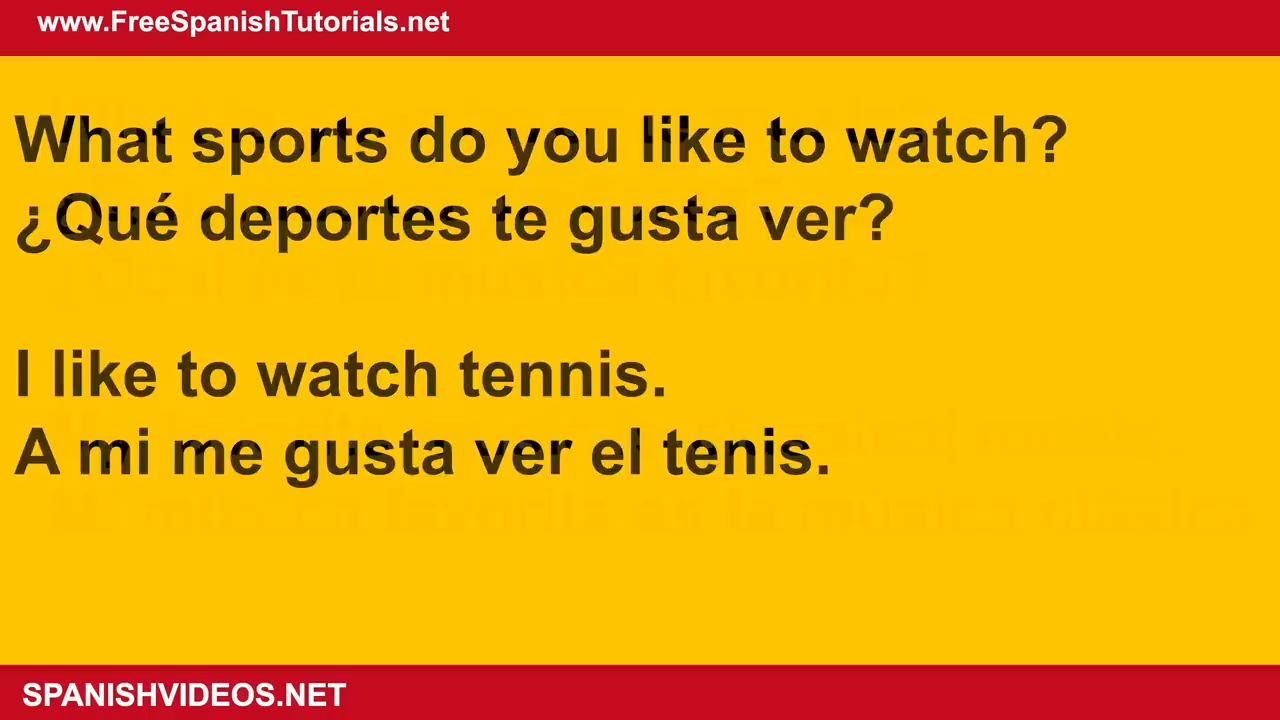 www.FreeSpanishTutorials.net
What sports do you like to watch?
¿Qué deportes te gusta ver?
I like to watch tennis.
A mi me gusta ver el tenis.
SPANISHVIDEOS.NET